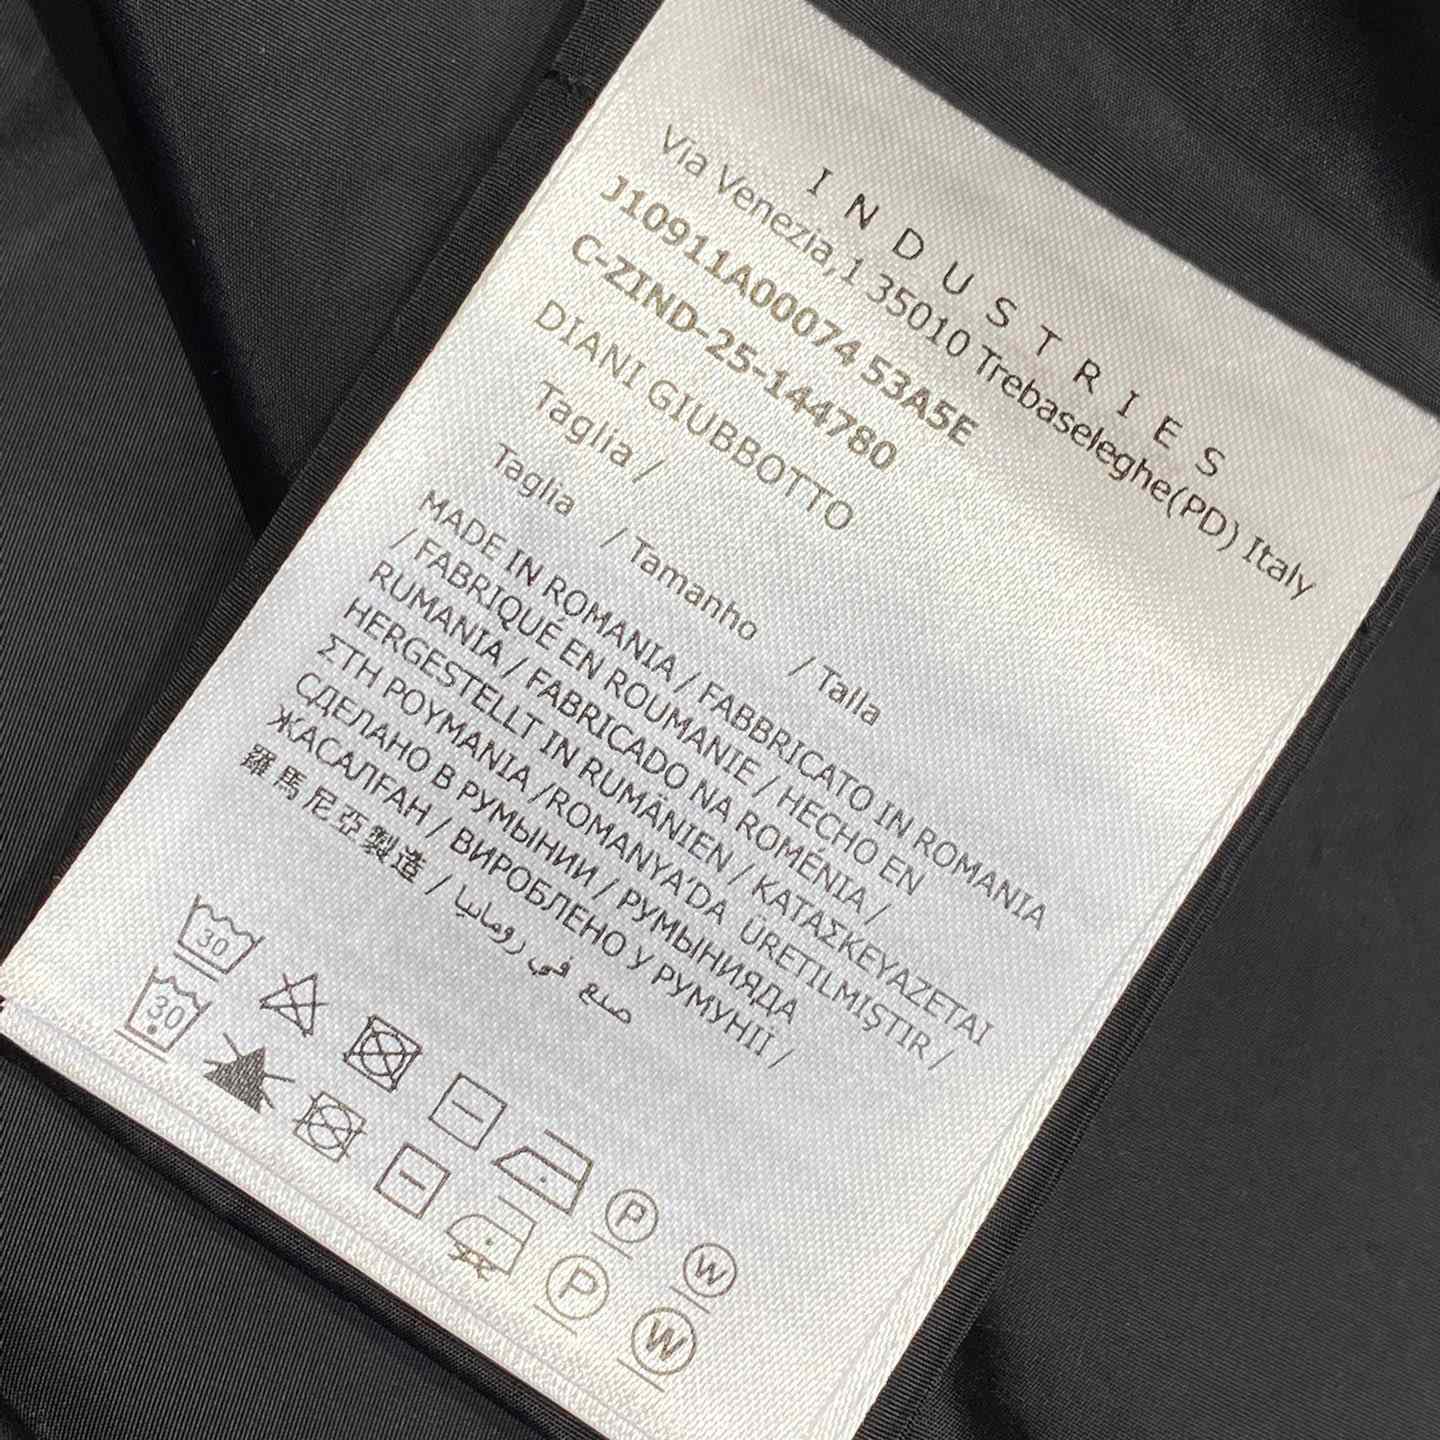 INDUSTRIES
Via Venezia,1 35010 Trebaseleghe(PD) Italy
J10911A00074 53A5E
C-ZIND-25-144780
DIANI GIUBBOTTO
Taglia /
Taglia / Tamanho / Talla
MADE IN ROMANIA / FABBRICATO IN ROMANIA
/ FABRIQUÉ EN ROUMANIE / HECHO EN
RUMANIA / FABRICADO NA ROMÉNIA /
HERGESTELLT IN RUMÄNIEN / ΚΑΤΑΣΚΕΥΑΖΕΤΑΙ
ΣΤΗ ΡΟΥΜΑΝΙΑ /ROMANYA'DA ÜRETILMIŞTIR /
СДЕЛАНО В РУМЫНИИ / РУМЫНИЯДА
ЖАСАЛҒАН / ВИРОБЛЕНО У РУМУНІЇ /
羅馬尼亞製造 / صنع في رومانيا
30 P W
30 P W